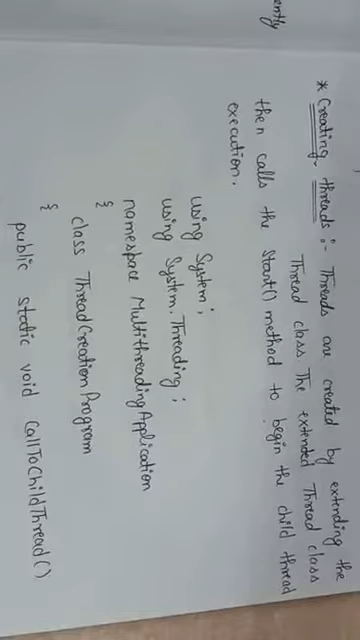 ently
* Creating threads :- Threads are created by extending the
Thread class The extended Thread class
then calls the Start() method to begin the child thread
execution.
using System;
using System.Threading;
namespace MultithreadingApplication
{
class ThreadCreationProgram
{
public static void CallToChildThread()